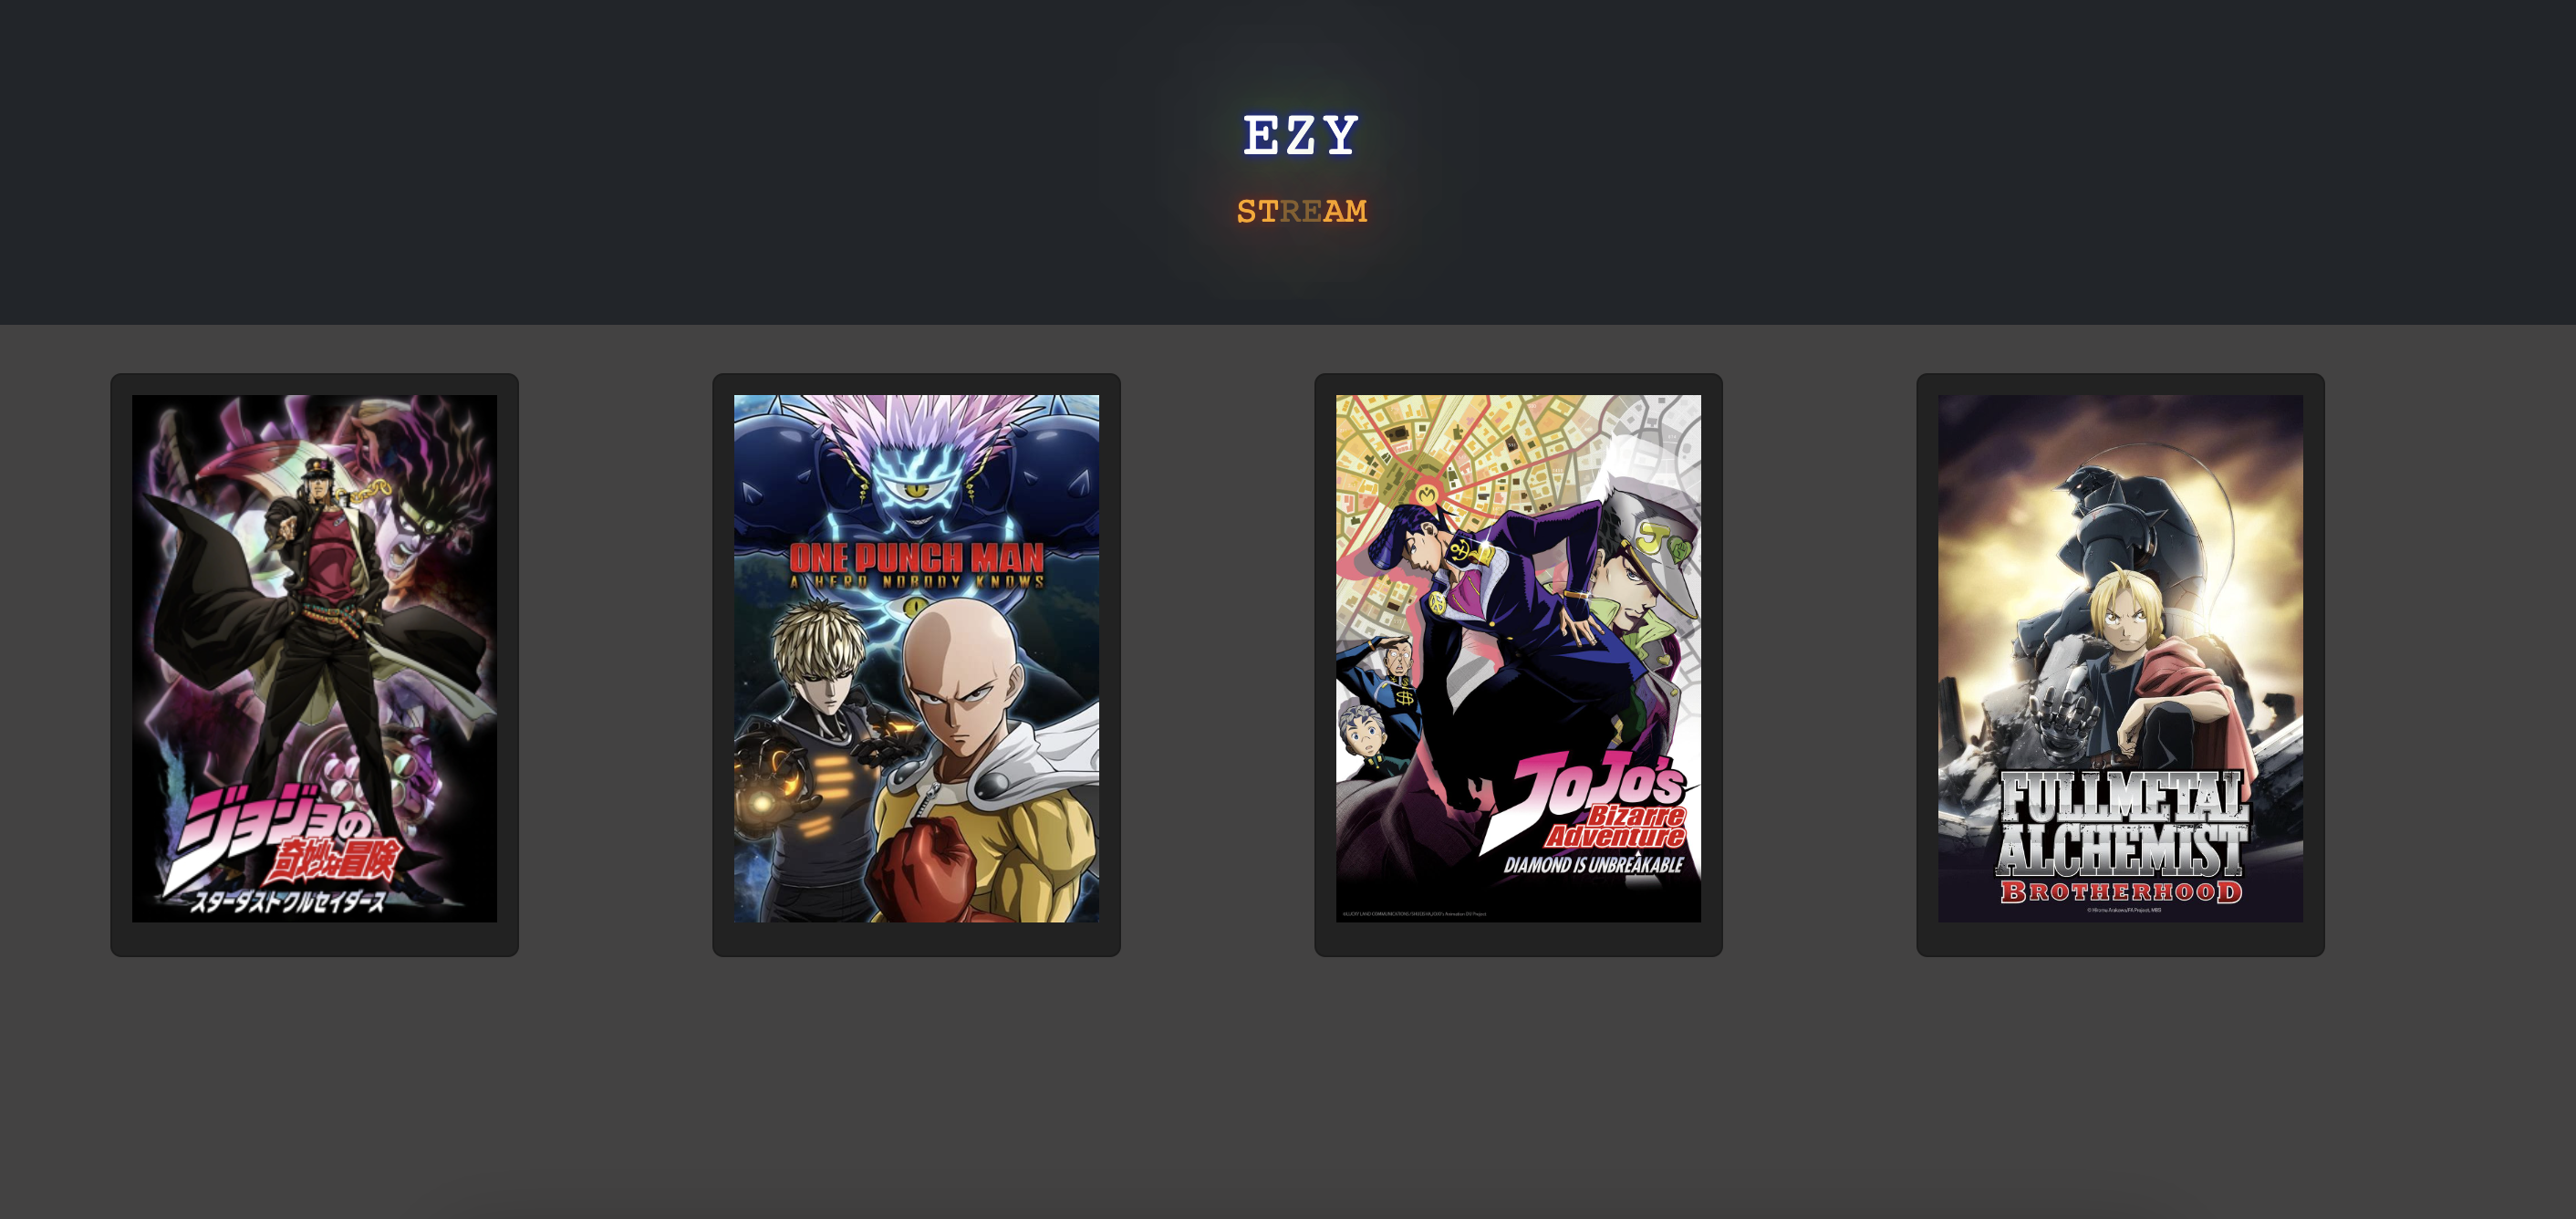 EZY
STREAM
ジョジョの
奇妙な冒険
スターダストクルセイダース
ONE PUNCH MAN
A HERO NOBODY KNOWS
JOJO'S
Bizarre
Adventure
DIAMOND IS UNBREAKABLE
FULLMETAL
ALCHEMIST
BROTHERHOOD